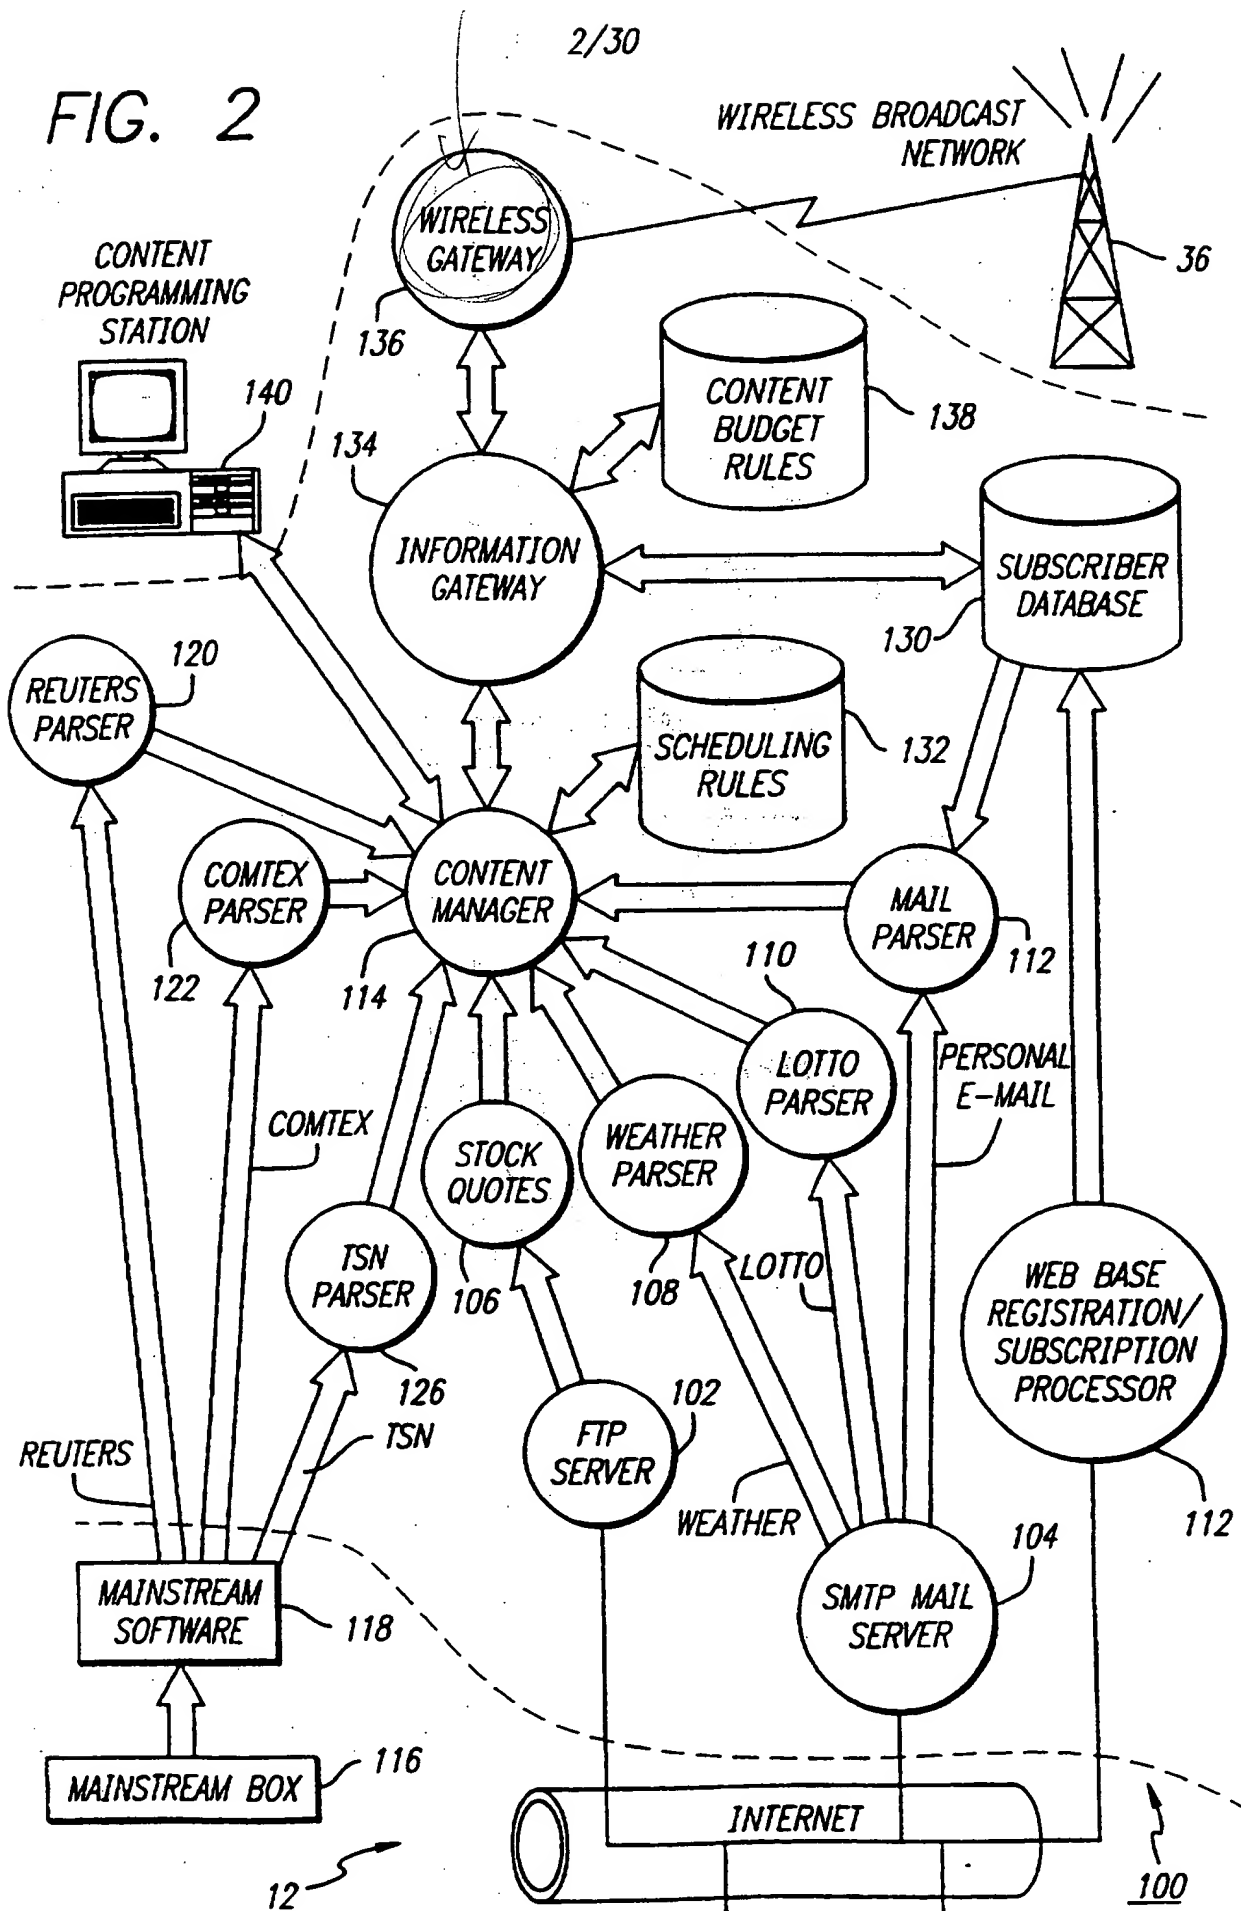 2/30
FIG. 2
WIRELESS BROADCAST
NETWORK
WIRELESS
GATEWAY
36
CONTENT
PROGRAMMING
STATION
136
140
134
CONTENT
BUDGET
RULES
138
INFORMATION
GATEWAY
SUBSCRIBER
DATABASE
130
REUTERS
PARSER
120
SCHEDULING
RULES
132
COMTEX
PARSER
122
CONTENT
MANAGER
114
MAIL
PARSER
112
110
LOTTO
PARSER
PERSONAL
E-MAIL
COMTEX
STOCK
QUOTES
106
WEATHER
PARSER
108
TSN
PARSER
126
LOTTO
WEB BASE
REGISTRATION/
SUBSCRIPTION
PROCESSOR
112
TSN
102
FTP
SERVER
REUTERS
WEATHER
104
SMTP MAIL
SERVER
MAINSTREAM
SOFTWARE
118
MAINSTREAM BOX
116
INTERNET
12
100